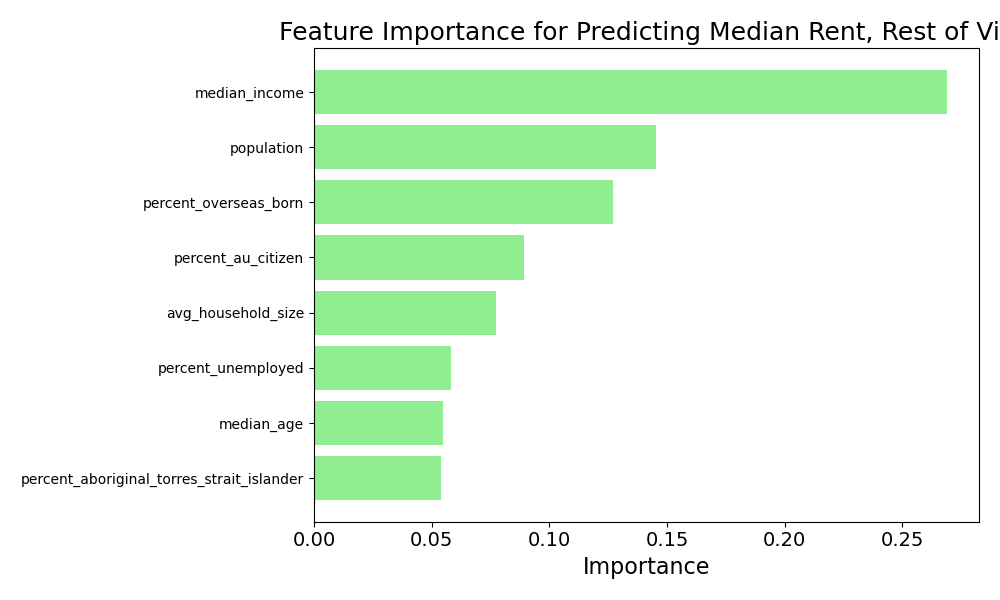 Feature Importance for Predicting Median Rent, Rest of Vi
median_income
population
percent_overseas_born
percent_au_citizen
avg_household_size
percent_unemployed
median_age
percent_aboriginal_torres_strait_islander
0.00 0.05 0.10 0.15 0.20 0.25
Importance